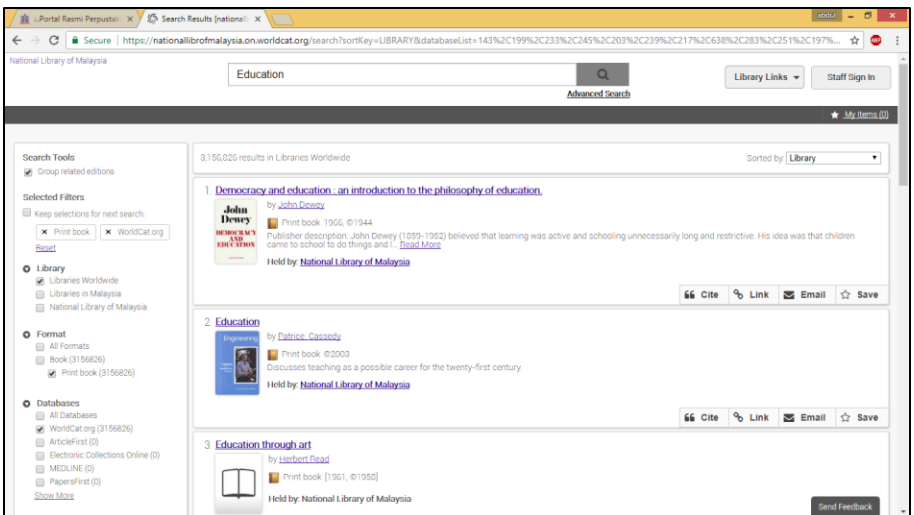 ..:Portal Rasmi Perpustak
Search Results [national
abdul
Secure | https://nationallibrofmalaysia.on.worldcat.org/search?sortKey=LIBRARY&databaseList=143%2C199%2C233%2C245%2C203%2C239%2C217%2C638%2C283%2C251%2C197%...
National Library of Malaysia
Education
Advanced Search
Library Links
Staff Sign In
My Items (0)
Search Tools
Group related editions
Selected Filters
Keep selections for next search:
× Print book × WorldCat.org
Reset
Library
Libraries Worldwide
Libraries in Malaysia
National Library of Malaysia
Format
All Formats
Book (3156826)
Print book (3156826)
Databases
All Databases
WorldCat.org (3156826)
ArticleFirst (0)
Electronic Collections Online (0)
MEDLINE (0)
PapersFirst (0)
Show More
3,156,826 results in Libraries Worldwide
Sorted by: Library
1. Democracy and education : an introduction to the philosophy of education.
John
Dewey
DEMOCRACY
AND
EDUCATION
by John Dewey
Print book 1966, ©1944
Publisher description: John Dewey (1859-1952) believed that learning was active and schooling unnecessarily long and restrictive. His idea was that children
came to school to do things and l... Read More
Held by: National Library of Malaysia
Cite Link Email Save
2. Education
Engineering
by Patrice. Cassedy
Print book ©2003
Discusses teaching as a possible career for the twenty-first century.
Held by: National Library of Malaysia
Cite Link Email Save
3. Education through art
by Herbert Read
Print book [1961, ©1958]
Held by: National Library of Malaysia
Send Feedback